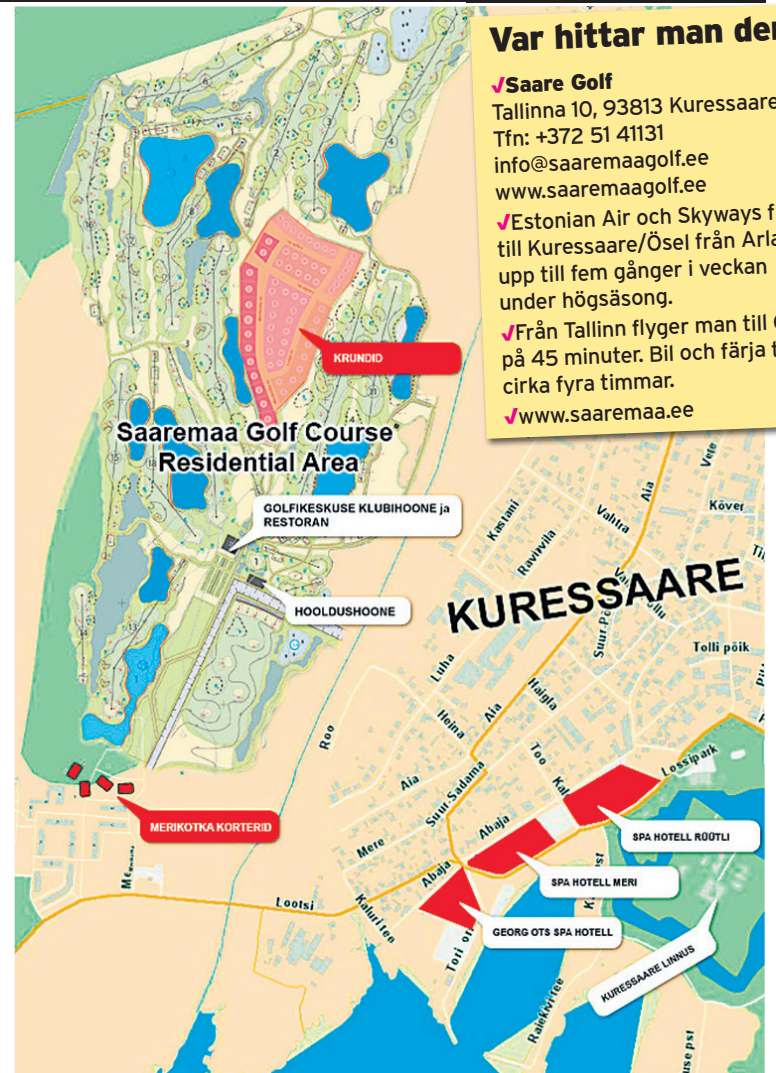 Var hittar man
✓Saare Golf
Tallinna 10, 93813 Kuressaare
Tfn: +372 51 41131
info@saaremaagolf.ee
www.saaremaagolf.ee
✓Estonian Air och Skyways
till Kuressaare/Ösel från
upp till fem gånger i veckan
under högsäsong.
✓Från Tallinn flyger man till
på 45 minuter. Bil och färja
cirka fyra timmar.
✓www.saaremaa.ee
KRUNDID
Saaremaa Golf Course
Residential Area
GOLFIKESKUSE KLUBIHOONE ja
RESTORAN
HOOLDUSHOONE
KURESSAARE
Kastani
Ravivila
Vahtra
Aia
Vere
Köver
Tolli põik
Luha
Heina
Aia
Haigla
Roo
Aia
Suur-Sadama
Too
Mere
Abaja
Abaja
Lossipark
Lootsi
Kaluritee
Raiekivi tee
MERIKOTKA KORTERID
SPA HOTELL RÜÜTLI
SPA HOTELL MERI
GEORG OTS SPA HOTELL
KURESSAARE LINNUS